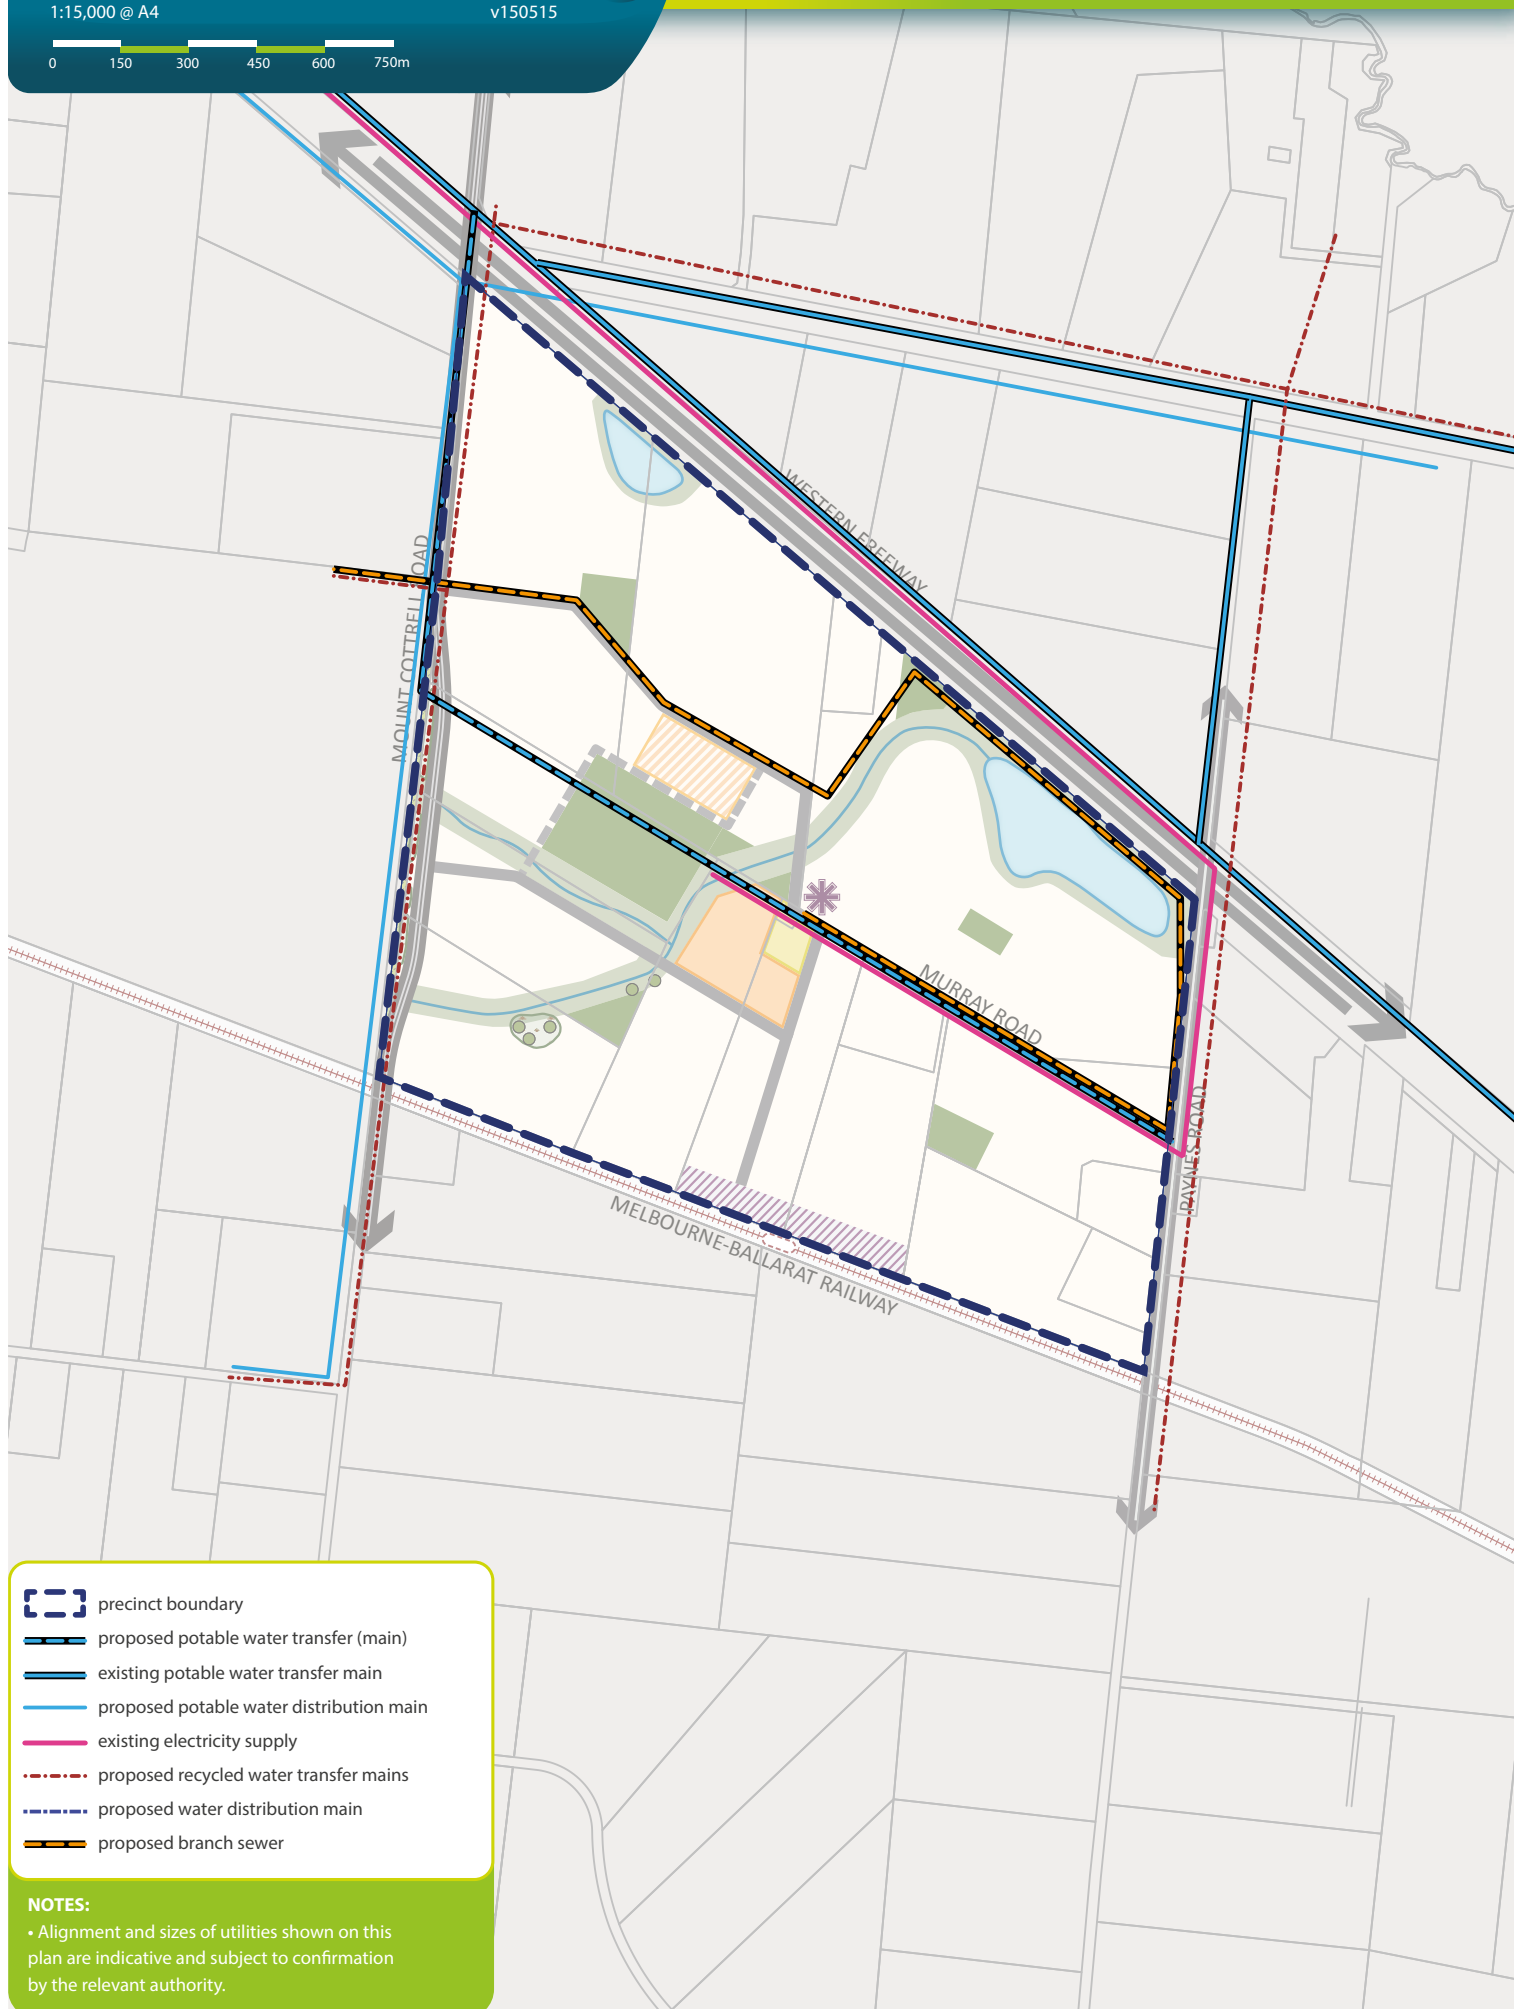 1:15,000 @ A4
v150515
0 150 300 450 600 750m
WESTERN FREEWAY
MOUNT COTTRELL ROAD
MURRAY ROAD
PAYNES ROAD
MELBOURNE-BALLARAT RAILWAY
precinct boundary
proposed potable water transfer (main)
existing potable water transfer main
proposed potable water distribution main
existing electricity supply
proposed recycled water transfer mains
proposed water distribution main
proposed branch sewer
NOTES:
• Alignment and sizes of utilities shown on this
plan are indicative and subject to confirmation
by the relevant authority.